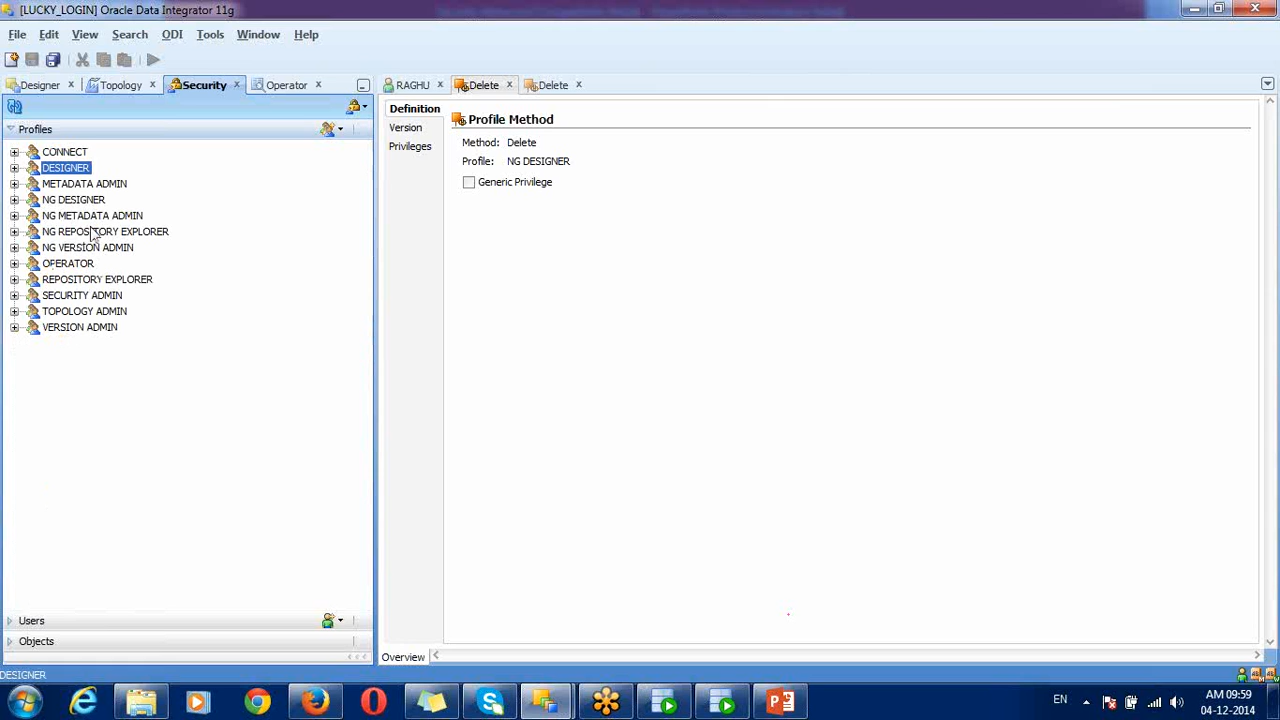 [LUCKY_LOGIN] Oracle Data Integrator 11g
File Edit View Search ODI Tools Window Help
Designer Topology Security Operator
RAGHU Delete Delete
Profiles
CONNECT
DESIGNER
METADATA ADMIN
NG DESIGNER
NG METADATA ADMIN
NG REPOSITORY EXPLORER
NG VERSION ADMIN
OPERATOR
REPOSITORY EXPLORER
SECURITY ADMIN
TOPOLOGY ADMIN
VERSION ADMIN
Users
Objects
Definition
Version
Privileges
Profile Method
Method: Delete
Profile: NG DESIGNER
Generic Privilege
Overview
DESIGNER
EN
AM 09:59
04-12-2014